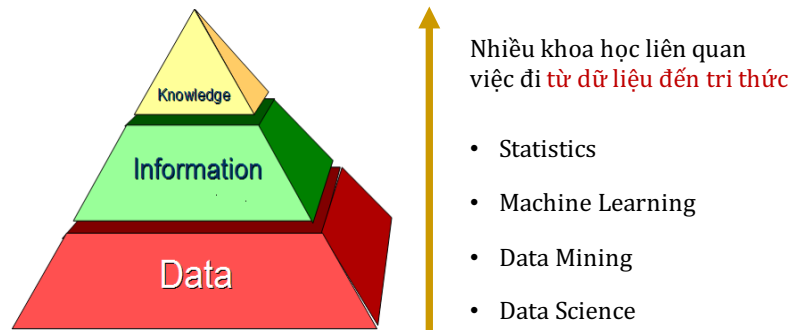 Knowledge
Information
Data
Nhiều khoa học liên quan
việc đi từ dữ liệu đến tri thức
• Statistics
• Machine Learning
• Data Mining
• Data Science